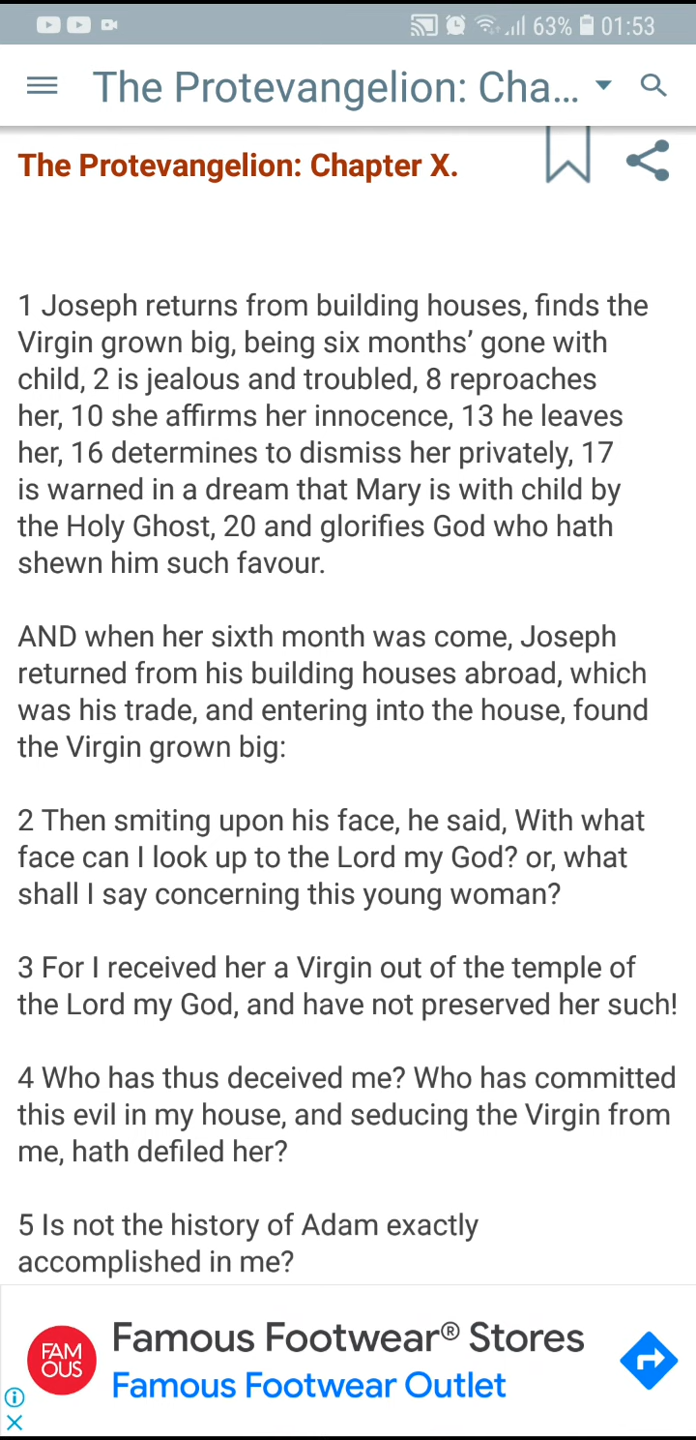 63% 01:53
The Protevangelion: Cha...
The Protevangelion: Chapter X.
1 Joseph returns from building houses, finds the
Virgin grown big, being six months’ gone with
child, 2 is jealous and troubled, 8 reproaches
her, 10 she affirms her innocence, 13 he leaves
her, 16 determines to dismiss her privately, 17
is warned in a dream that Mary is with child by
the Holy Ghost, 20 and glorifies God who hath
shewn him such favour.
AND when her sixth month was come, Joseph
returned from his building houses abroad, which
was his trade, and entering into the house, found
the Virgin grown big:
2 Then smiting upon his face, he said, With what
face can I look up to the Lord my God? or, what
shall I say concerning this young woman?
3 For I received her a Virgin out of the temple of
the Lord my God, and have not preserved her such!
4 Who has thus deceived me? Who has committed
this evil in my house, and seducing the Virgin from
me, hath defiled her?
5 Is not the history of Adam exactly
accomplished in me?
FAM
OUS
Famous Footwear® Stores
Famous Footwear Outlet